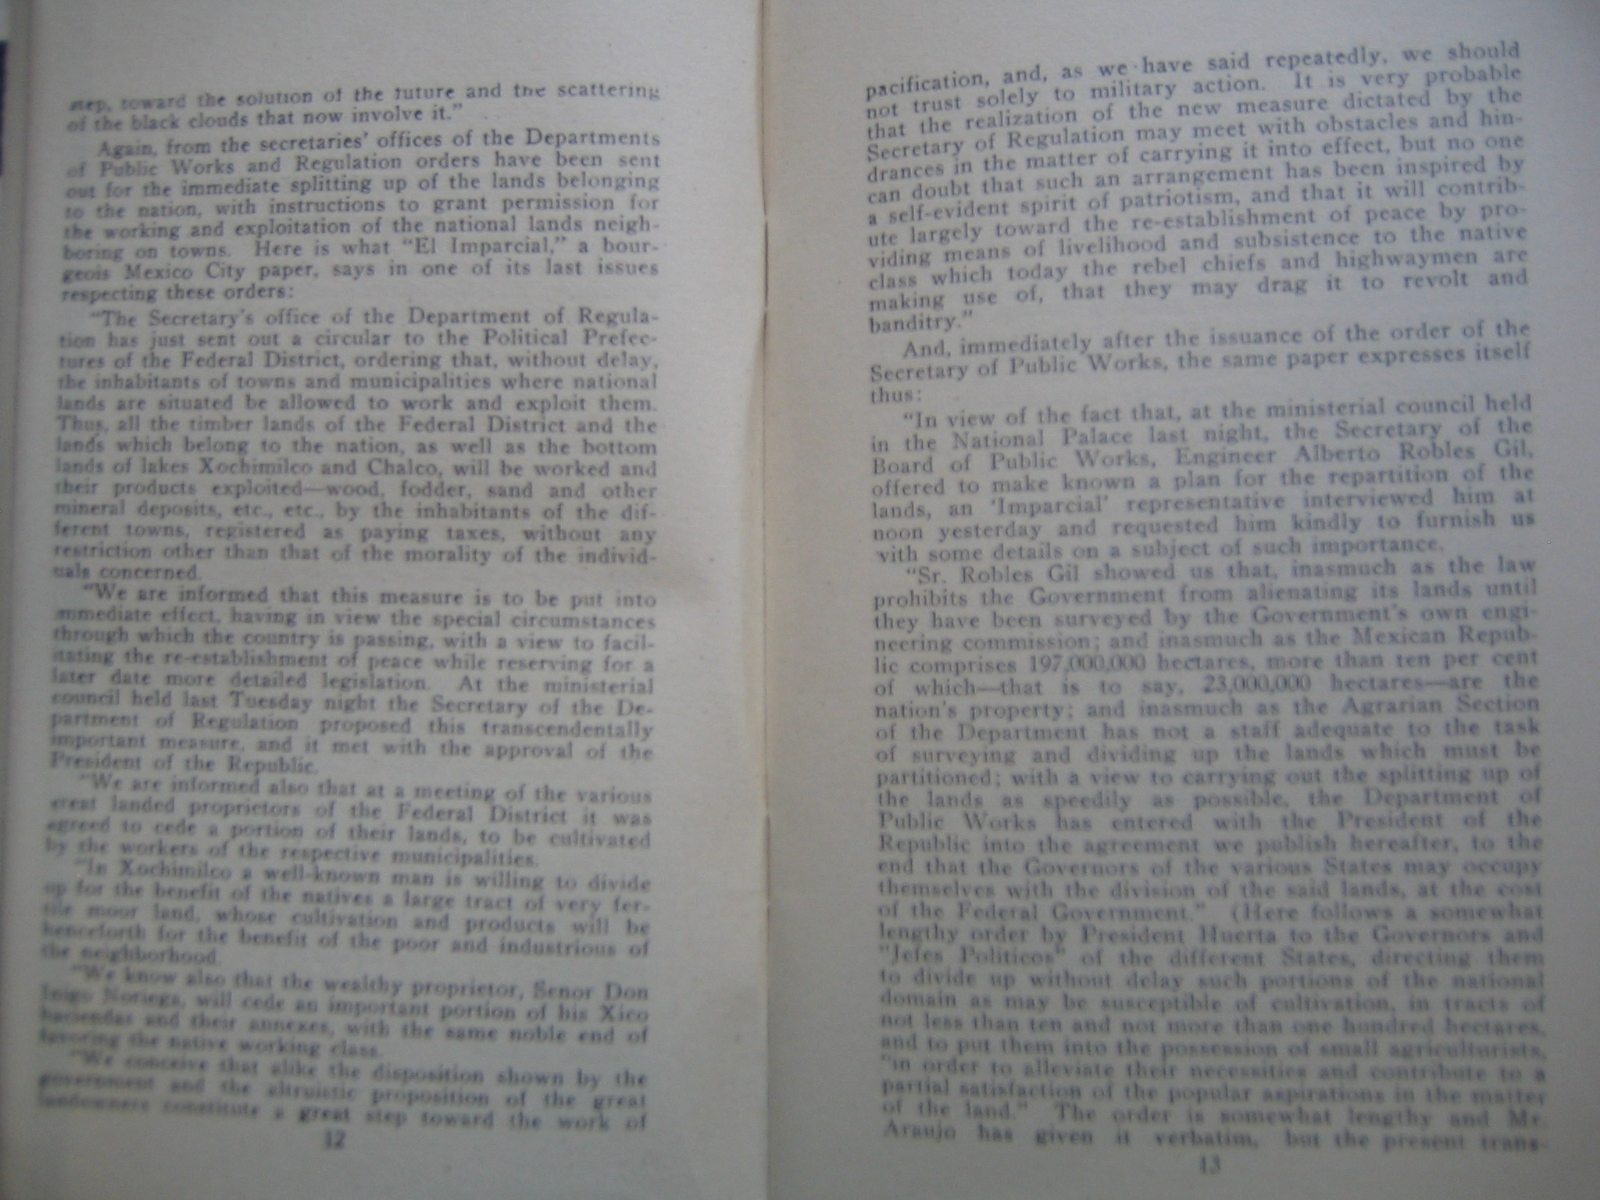 step, toward the solution of the future and the scattering
of the black clouds that now involve it."
Again, from the secretaries' offices of the Departments
of Public Works and Regulation orders have been sent
out for the immediate splitting up of the lands belonging
to the nation, with instructions to grant permission for
the working and exploitation of the national lands neigh-
boring on towns. Here is what "El Imparcial," a bour-
geois Mexico City paper, says in one of its last issues
respecting these orders:
"The Secretary's office of the Department of Regula-
tion has just sent out a circular to the Political Prefec-
tures of the Federal District, ordering that, without delay,
the inhabitants of towns and municipalities where national
lands are situated be allowed to work and exploit them.
Thus, all the timber lands of the Federal District and the
lands which belong to the nation, as well as the bottom
lands of lakes Xochimilco and Chalco, will be worked and
their products exploited—wood, fodder, sand and other
mineral deposits, etc., etc., by the inhabitants of the dif-
ferent towns, registered as paying taxes, without any
restriction other than that of the morality of the individ-
uals concerned.
"We are informed that this measure is to be put into
immediate effect, having in view the special circumstances
through which the country is passing, with a view to facil-
itating the re-establishment of peace while reserving for a
later date more detailed legislation. At the ministerial
council held last Tuesday night the Secretary of the De-
partment of Regulation proposed this transcendentally
important measure, and it met with the approval of the
President of the Republic.
"We are informed also that at a meeting of the various
great landed proprietors of the Federal District it was
agreed to cede a portion of their lands, to be cultivated
by the workers of the respective municipalities.
"In Xochimilco a well-known man is willing to divide
up for the benefit of the natives a large tract of very fer-
tile moor land, whose cultivation and products will be
henceforth for the benefit of the poor and industrious of
the neighborhood.
"We know also that the wealthy proprietor, Senor Don
Inigo Noriega, will cede an important portion of his Xico
haciendas and their annexes, with the same noble end of
favoring the native working class.
"We conceive that alike the disposition shown by the
government and the altruistic proposition of the great
landowners constitute a great step toward the work of
12
pacification, and, as we have said repeatedly, we should
not trust solely to military action. It is very probable
that the realization of the new measure dictated by the
Secretary of Regulation may meet with obstacles and hin-
drances in the matter of carrying it into effect, but no one
can doubt that such an arrangement has been inspired by
a self-evident spirit of patriotism, and that it will contrib-
ute largely toward the re-establishment of peace by pro-
viding means of livelihood and subsistence to the native
class which today the rebel chiefs and highwaymen are
making use of, that they may drag it to revolt and
banditry."
And, immediately after the issuance of the order of the
Secretary of Public Works, the same paper expresses itself
thus:
"In view of the fact that, at the ministerial council held
in the National Palace last night, the Secretary of the
Board of Public Works, Engineer Alberto Robles Gil,
offered to make known a plan for the repartition of the
lands, an 'Imparcial' representative interviewed him at
noon yesterday and requested him kindly to furnish us
vith some details on a subject of such importance.
"Sr. Robles Gil showed us that, inasmuch as the law
prohibits the Government from alienating its lands until
they have been surveyed by the Government's own engi-
neering commission; and inasmuch as the Mexican Repub-
lic comprises 197,000,000 hectares, more than ten per cent
of which—that is to say, 23,000,000 hectares—are the
nation's property; and inasmuch as the Agrarian Section
of the Department has not a staff adequate to the task
of surveying and dividing up the lands which must be
partitioned; with a view to carrying out the splitting up of
the lands as speedily as possible, the Department of
Public Works has entered with the President of the
Republic into the agreement we publish hereafter, to the
end that the Governors of the various States may occupy
themselves with the division of the said lands, at the cost
of the Federal Government." (Here follows a somewhat
lengthy order by President Huerta to the Governors and
"Jefes Politicos" of the different States, directing them
to divide up without delay such portions of the national
domain as may be susceptible of cultivation, in tracts of
not less than ten and not more than one hundred hectares,
and to put them into the possession of small agriculturists,
"in order to alleviate their necessities and contribute to a
partial satisfaction of the popular aspirations in the matter
of the land." The order is somewhat lengthy and Mr.
Araujo has given it verbatim, but the present trans-
13